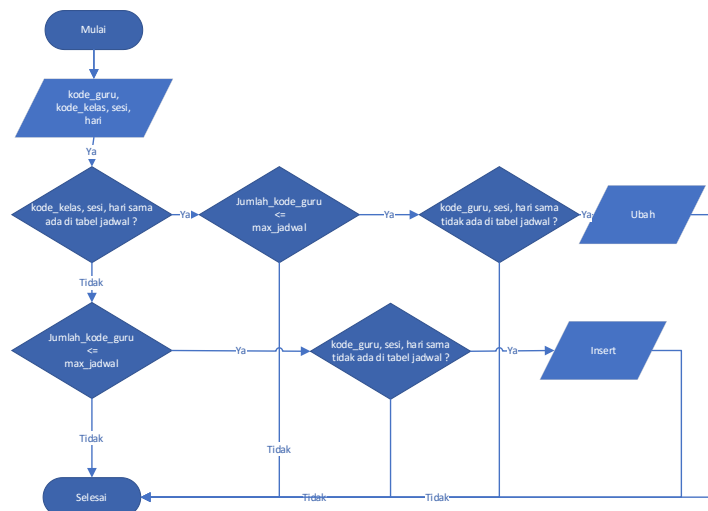 Mulai
kode_guru,
kode_kelas, sesi,
hari
Ya
kode_kelas, sesi, hari sama
ada di tabel jadwal ?
Ya
Jumlah_kode_guru
<=
max_jadwal
Ya
kode_guru, sesi, hari sama
tidak ada di tabel jadwal ?
Ya
Ubah
Tidak
Jumlah_kode_guru
<=
max_jadwal
Ya
kode_guru, sesi, hari sama
tidak ada di tabel jadwal ?
Ya
Insert
Tidak
Tidak
Selesai
Tidak
Tidak